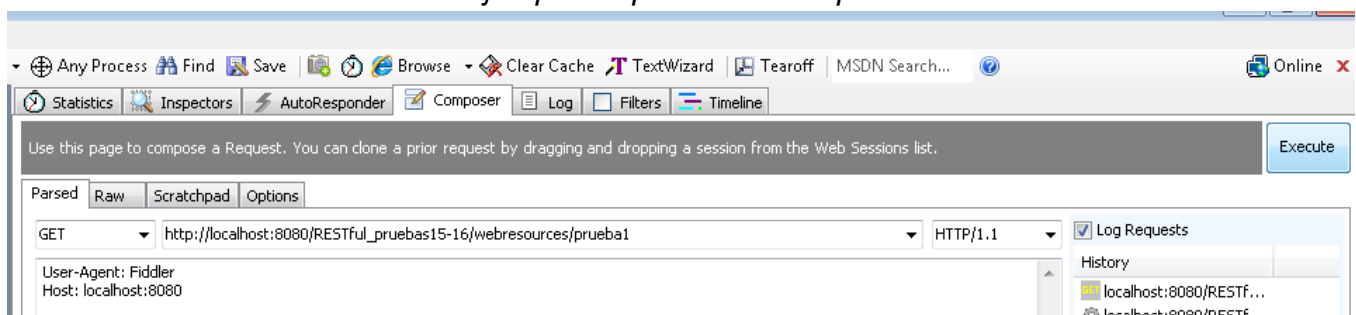 Any Process Find Save Browse Clear Cache TextWizard Tearoff MSDN Search... Online
Statistics Inspectors AutoResponder Composer Log Filters Timeline
Use this page to compose a Request. You can clone a prior request by dragging and dropping a session from the Web Sessions list. Execute
Parsed Raw Scratchpad Options
GET http://localhost:8080/RESTful_pruebas15-16/webresources/prueba1 HTTP/1.1 Log Requests
User-Agent: Fiddler History
Host: localhost:8080 localhost:8080/RESTf...